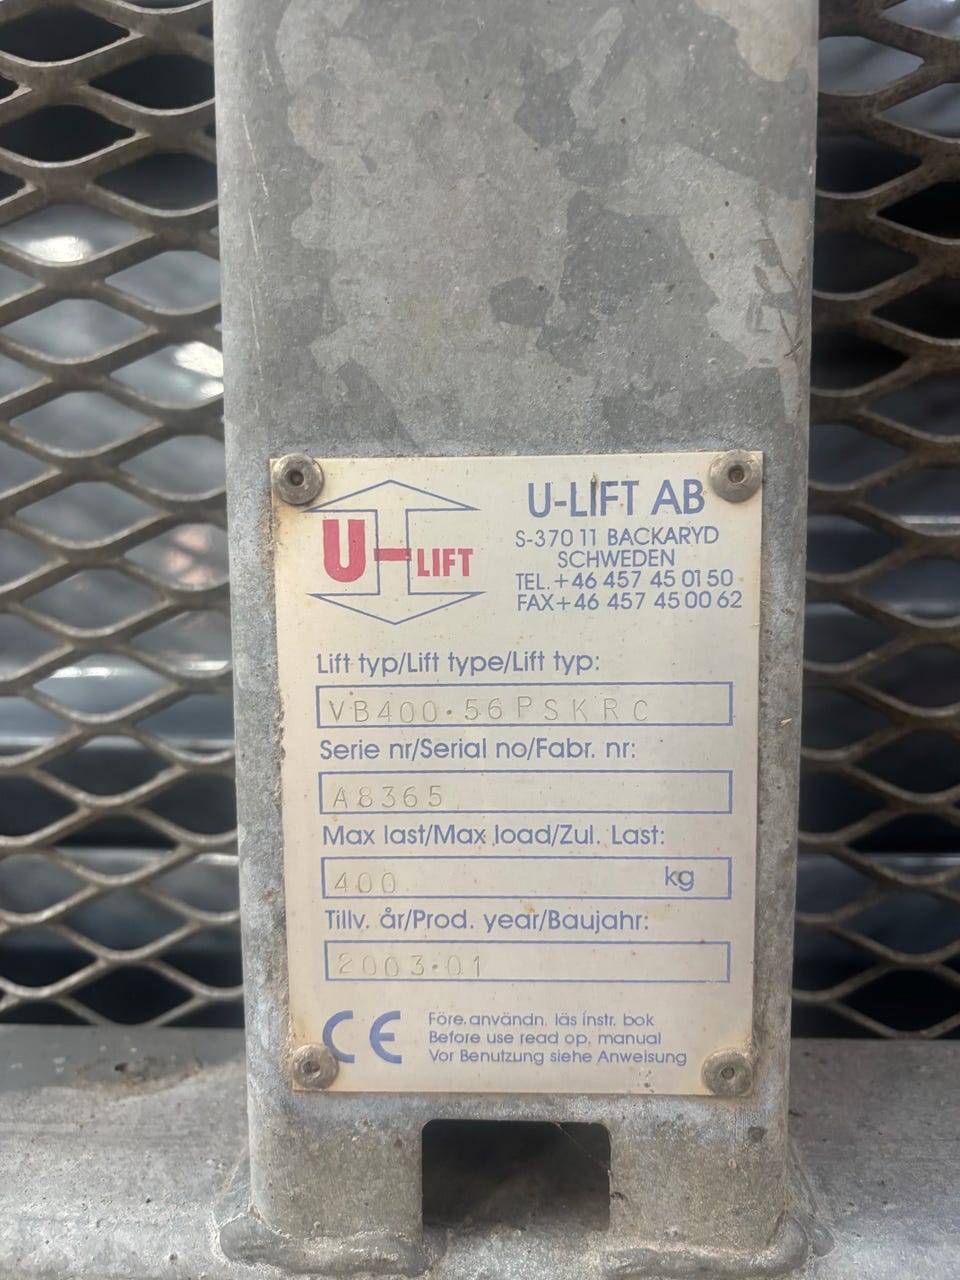 U-LIFT
U-LIFT AB
S-370 11 BACKARYD
SCHWEDEN
TEL.+46 457 45 01 50
FAX+46 457 45 00 62
Lift typ/Lift type/Lift typ:
VB400·56PSKRC
Serie nr/Serial no/Fabr. nr:
A8365
Max last/Max load/Zul. Last:
400 kg
Tillv. år/Prod. year/Baujahr:
2003·01
CE
Före.användn. läs instr. bok
Before use read op. manual
Vor Benutzung siehe Anweisung